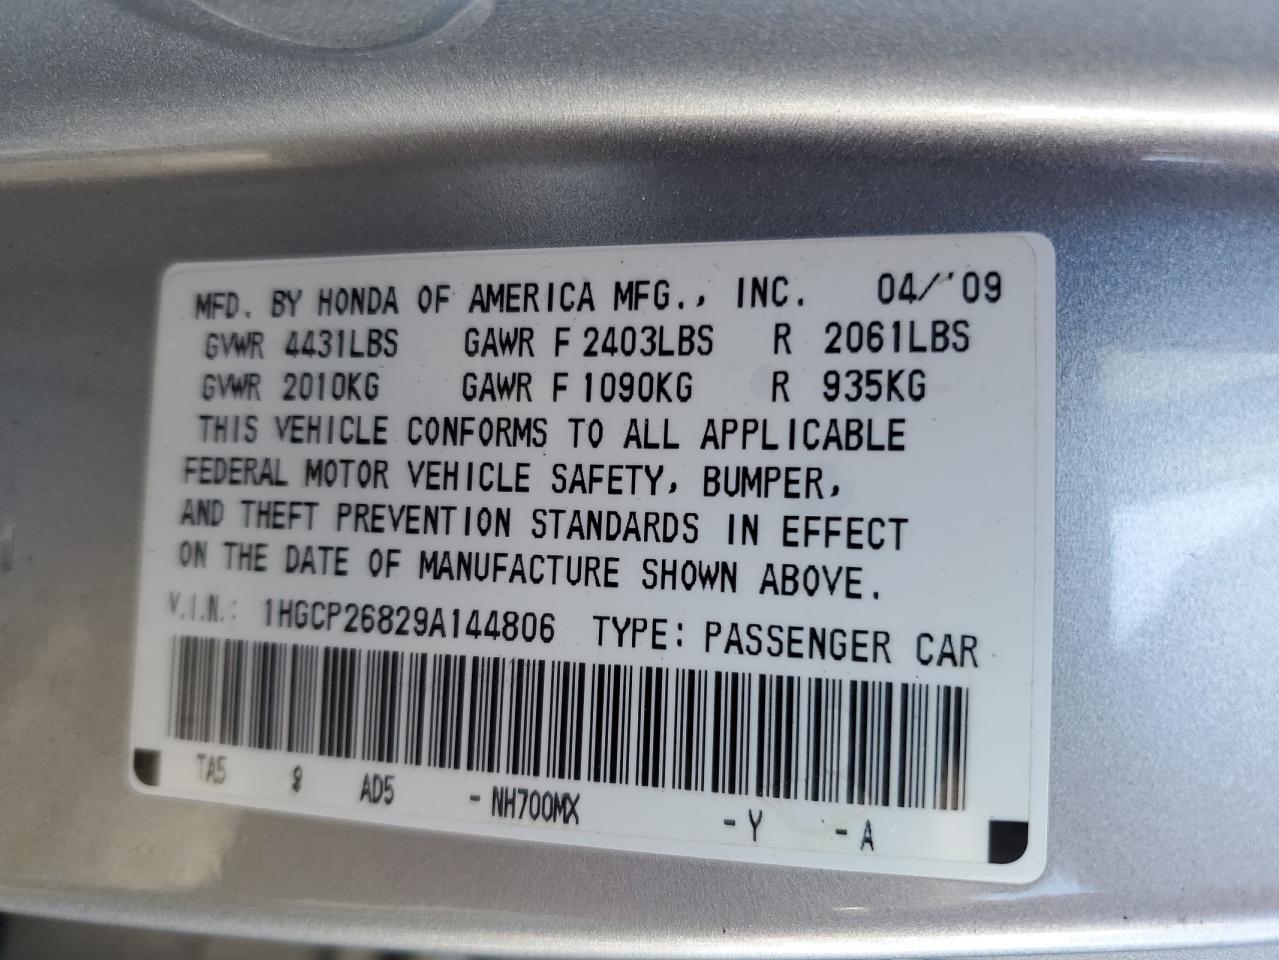 MFD. BY HONDA OF AMERICA MFG., INC. 04/'09
GVWR 4431LBS GAWR F 2403LBS R 2061LBS
GVWR 2010KG GAWR F 1090KG R 935KG
THIS VEHICLE CONFORMS TO ALL APPLICABLE
FEDERAL MOTOR VEHICLE SAFETY, BUMPER,
AND THEFT PREVENTION STANDARDS IN EFFECT
ON THE DATE OF MANUFACTURE SHOWN ABOVE.
V.I.N.: 1HGCP26829A144806 TYPE: PASSENGER CAR
TA5 AD5 - NH700MX - Y - A